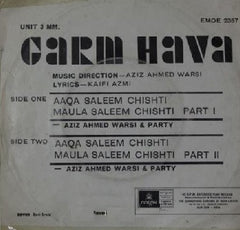 UNIT 3 MM.
EMOE 2357
GARM HAVA
MUSIC DIRECTION – AZIZ AHMED WARSI
LYRICS – KAIFI AZMI
SIDE ONE
AAQA SALEEM CHISHTI
MAULA SALEEM CHISHTI PART I
– AZIZ AHMED WARSI & PARTY
SIDE TWO
AAQA SALEEM CHISHTI
MAULA SALEEM CHISHTI PART II
– AZIZ AHMED WARSI & PARTY